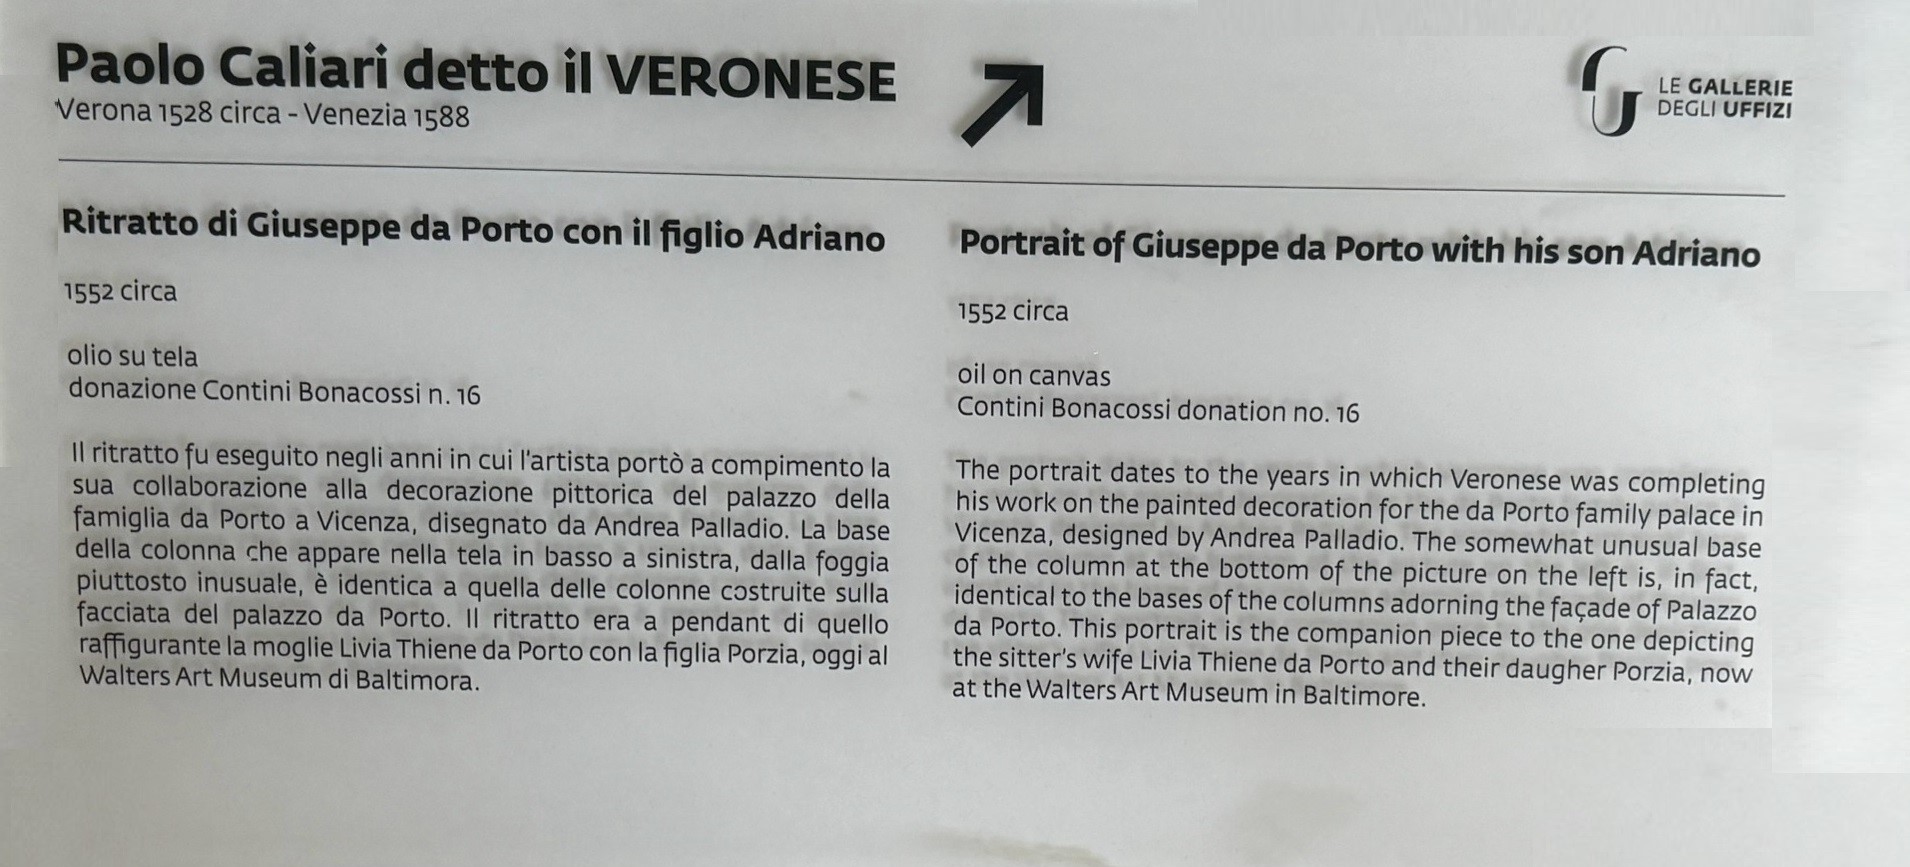 Paolo Caliari detto il VERONESE
Verona 1528 circa - Venezia 1588
LE GALLERIE
DEGLI UFFIZI
Ritratto di Giuseppe da Porto con il figlio Adriano
1552 circa
olio su tela
donazione Contini Bonacossi n. 16
Il ritratto fu eseguito negli anni in cui l'artista portò a compimento la
sua collaborazione alla decorazione pittorica del palazzo della
famiglia da Porto a Vicenza, disegnato da Andrea Palladio. La base
della colonna che appare nella tela in basso a sinistra, dalla foggia
piuttosto inusuale, è identica a quella delle colonne costruite sulla
facciata del palazzo da Porto. Il ritratto era a pendant di quello
raffigurante la moglie Livia Thiene da Porto con la figlia Porzia, oggi al
Walters Art Museum di Baltimora.
Portrait of Giuseppe da Porto with his son Adriano
1552 circa
oil on canvas
Contini Bonacossi donation no. 16
The portrait dates to the years in which Veronese was completing
his work on the painted decoration for the da Porto family palace in
Vicenza, designed by Andrea Palladio. The somewhat unusual base
of the column at the bottom of the picture on the left is, in fact,
identical to the bases of the columns adorning the façade of Palazzo
da Porto. This portrait is the companion piece to the one depicting
the sitter's wife Livia Thiene da Porto and their daugher Porzia, now
at the Walters Art Museum in Baltimore.